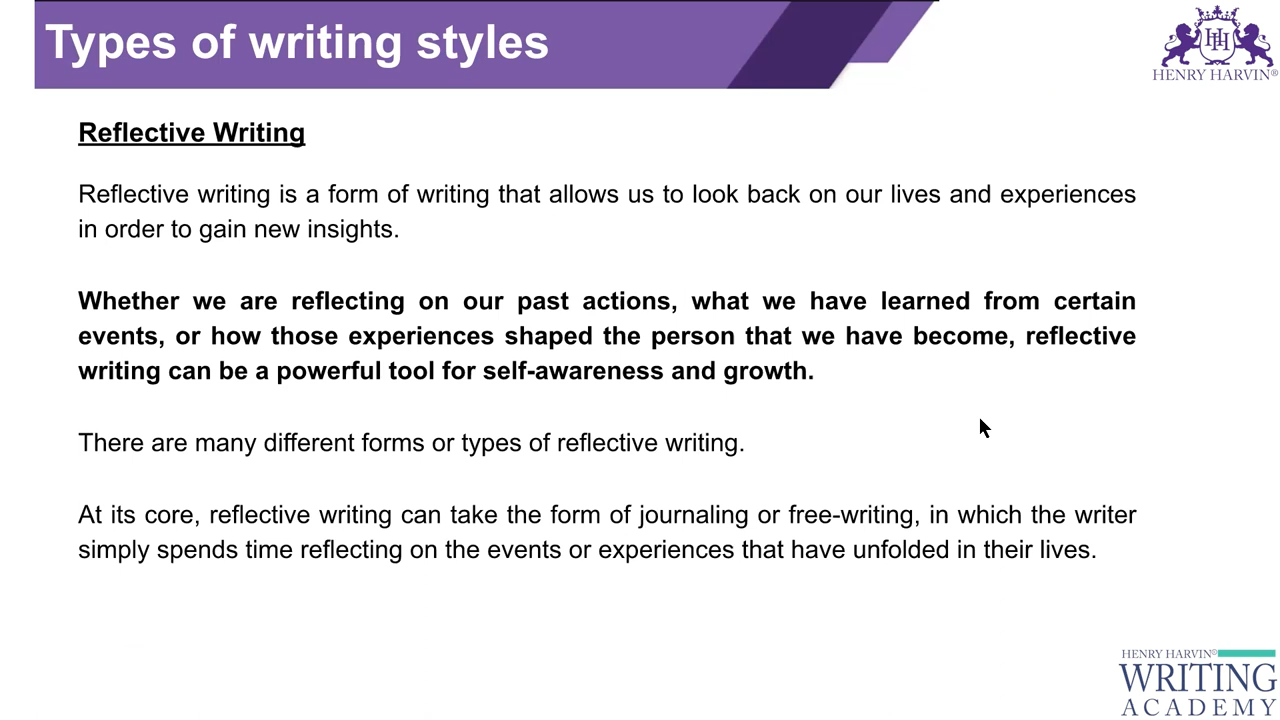 Types of writing styles
HENRY HARVIN®
Reflective Writing
Reflective writing is a form of writing that allows us to look back on our lives and experiences
in order to gain new insights.
Whether we are reflecting on our past actions, what we have learned from certain
events, or how those experiences shaped the person that we have become, reflective
writing can be a powerful tool for self-awareness and growth.
There are many different forms or types of reflective writing.
At its core, reflective writing can take the form of journaling or free-writing, in which the writer
simply spends time reflecting on the events or experiences that have unfolded in their lives.
HENRY HARVIN®
WRITING
ACADEMY